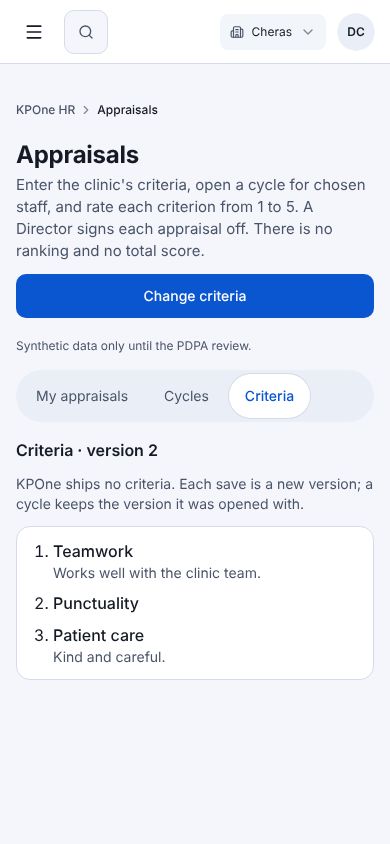 Cheras
DC
KPOne HR > Appraisals
Appraisals
Enter the clinic's criteria, open a cycle for chosen
staff, and rate each criterion from 1 to 5. A
Director signs each appraisal off. There is no
ranking and no total score.
Change criteria
Synthetic data only until the PDPA review.
My appraisals
Cycles
Criteria
Criteria · version 2
KPOne ships no criteria. Each save is a new version; a
cycle keeps the version it was opened with.
1. Teamwork
Works well with the clinic team.
2. Punctuality
3. Patient care
Kind and careful.